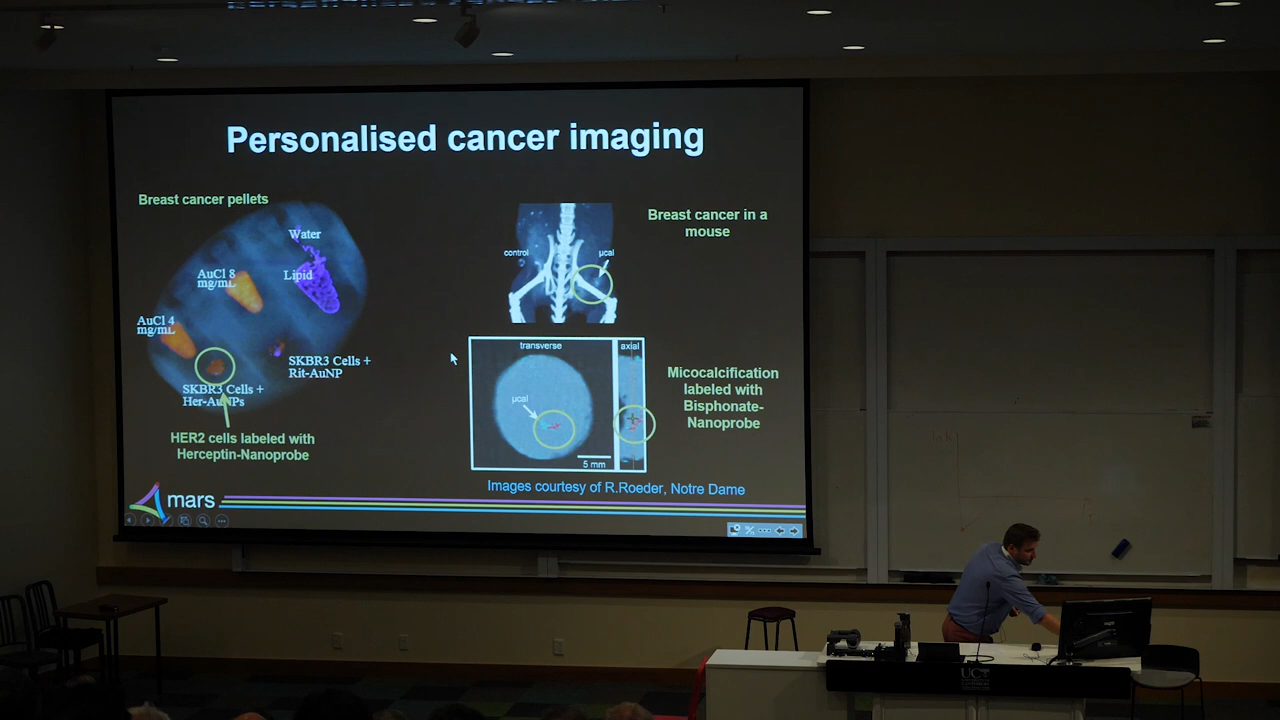 Personalised cancer imaging
Breast cancer pellets
Water
Lipid
AuCl 8
mg/mL
AuCl 4
mg/mL
SKBR3 Cells +
Rit-AuNP
SKBR3 Cells +
Her-AuNPs
HER2 cells labeled with
Herceptin-Nanoprobe
control
µcal
Breast cancer in a
mouse
transverse
axial
µcal
5 mm
Micocalcification
labeled with
Bisphonate-
Nanoprobe
Images courtesy of R.Roeder, Notre Dame
mars
UC